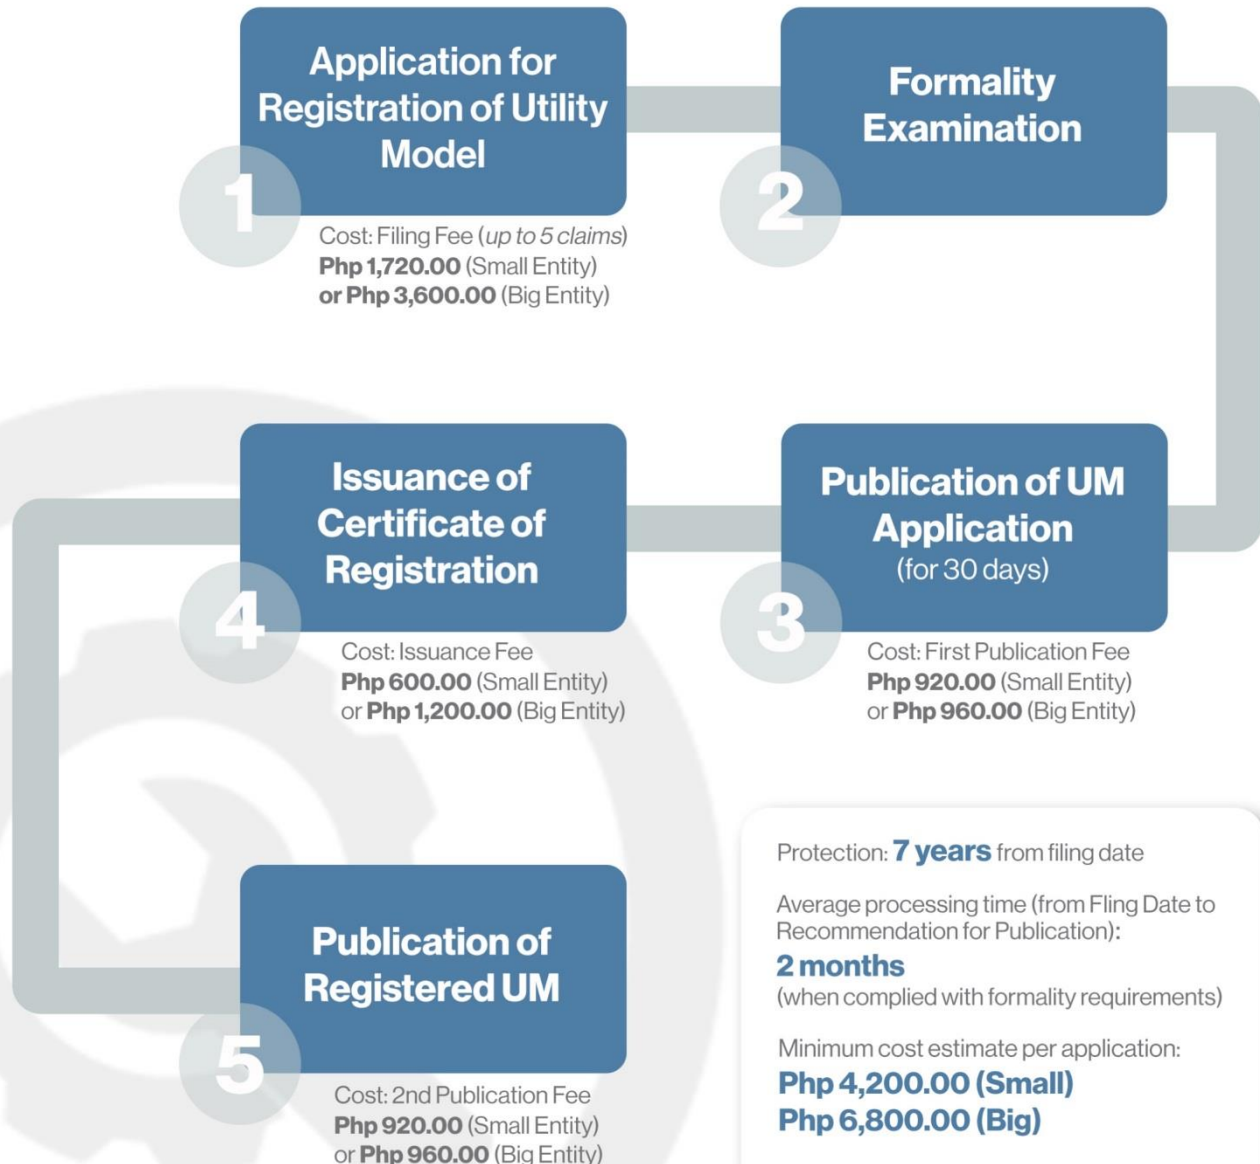 Application for
Registration of Utility
Model
1
Cost: Filing Fee (up to 5 claims)
Php 1,720.00 (Small Entity)
or Php 3,600.00 (Big Entity)
Formality
Examination
2
Publication of UM
Application
(for 30 days)
3
Cost: First Publication Fee
Php 920.00 (Small Entity)
or Php 960.00 (Big Entity)
Issuance of
Certificate of
Registration
4
Cost: Issuance Fee
Php 600.00 (Small Entity)
or Php 1,200.00 (Big Entity)
Publication of
Registered UM
5
Cost: 2nd Publication Fee
Php 920.00 (Small Entity)
or Php 960.00 (Big Entity)
Protection: 7 years from filing date
Average processing time (from Fling Date to
Recommendation for Publication):
2 months
(when complied with formality requirements)
Minimum cost estimate per application:
Php 4,200.00 (Small)
Php 6,800.00 (Big)